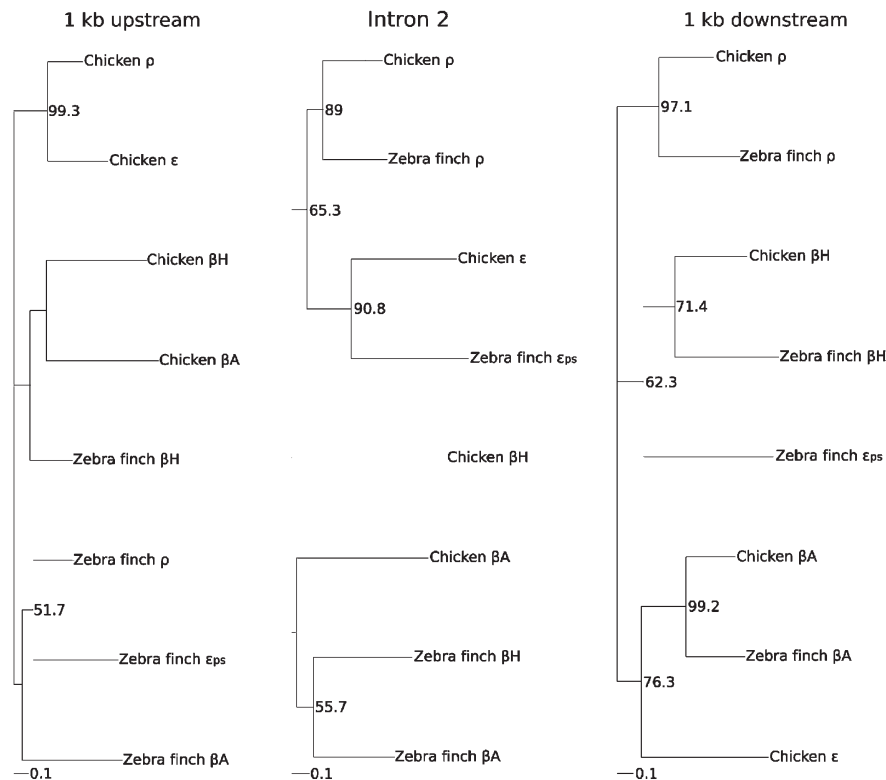 1 kb upstream
Chicken ρ
99.3
Chicken ε
Chicken βH
Chicken βA
Zebra finch βH
Zebra finch ρ
51.7
Zebra finch εps
Zebra finch βA
0.1
Intron 2
Chicken ρ
89
Zebra finch ρ
65.3
Chicken ε
90.8
Zebra finch εps
Chicken βH
Chicken βA
Zebra finch βH
55.7
Zebra finch βA
0.1
1 kb downstream
Chicken ρ
97.1
Zebra finch ρ
Chicken βH
71.4
Zebra finch βH
62.3
Zebra finch εps
Chicken βA
99.2
Zebra finch βA
76.3
Chicken ε
0.1